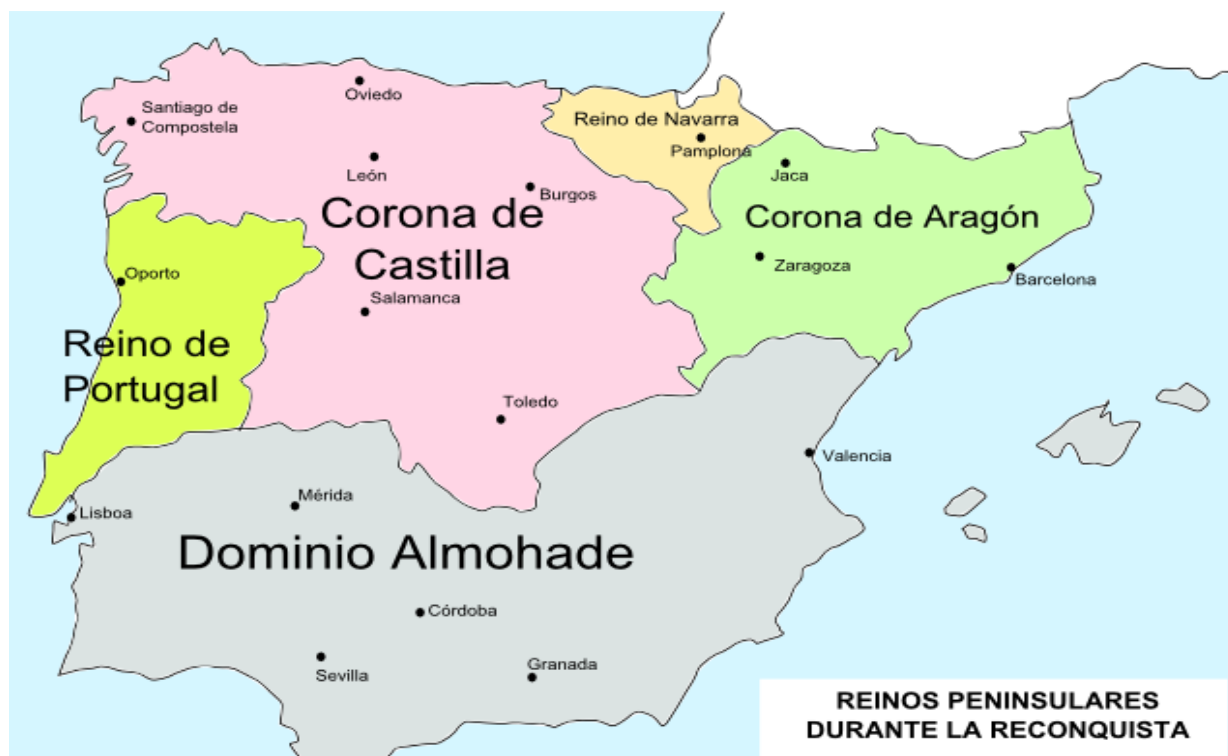 Oviedo
Santiago de
Compostela
Reino de Navarra
Pamplona
León
Jaca
Burgos
Corona de
Castilla
Corona de Aragón
Zaragoza
Barcelona
Oporto
Salamanca
Reino de
Portugal
Toledo
Valencia
Mérida
Lisboa
Dominio Almohade
Córdoba
Sevilla
Granada
REINOS PENINSULARES
DURANTE LA RECONQUISTA